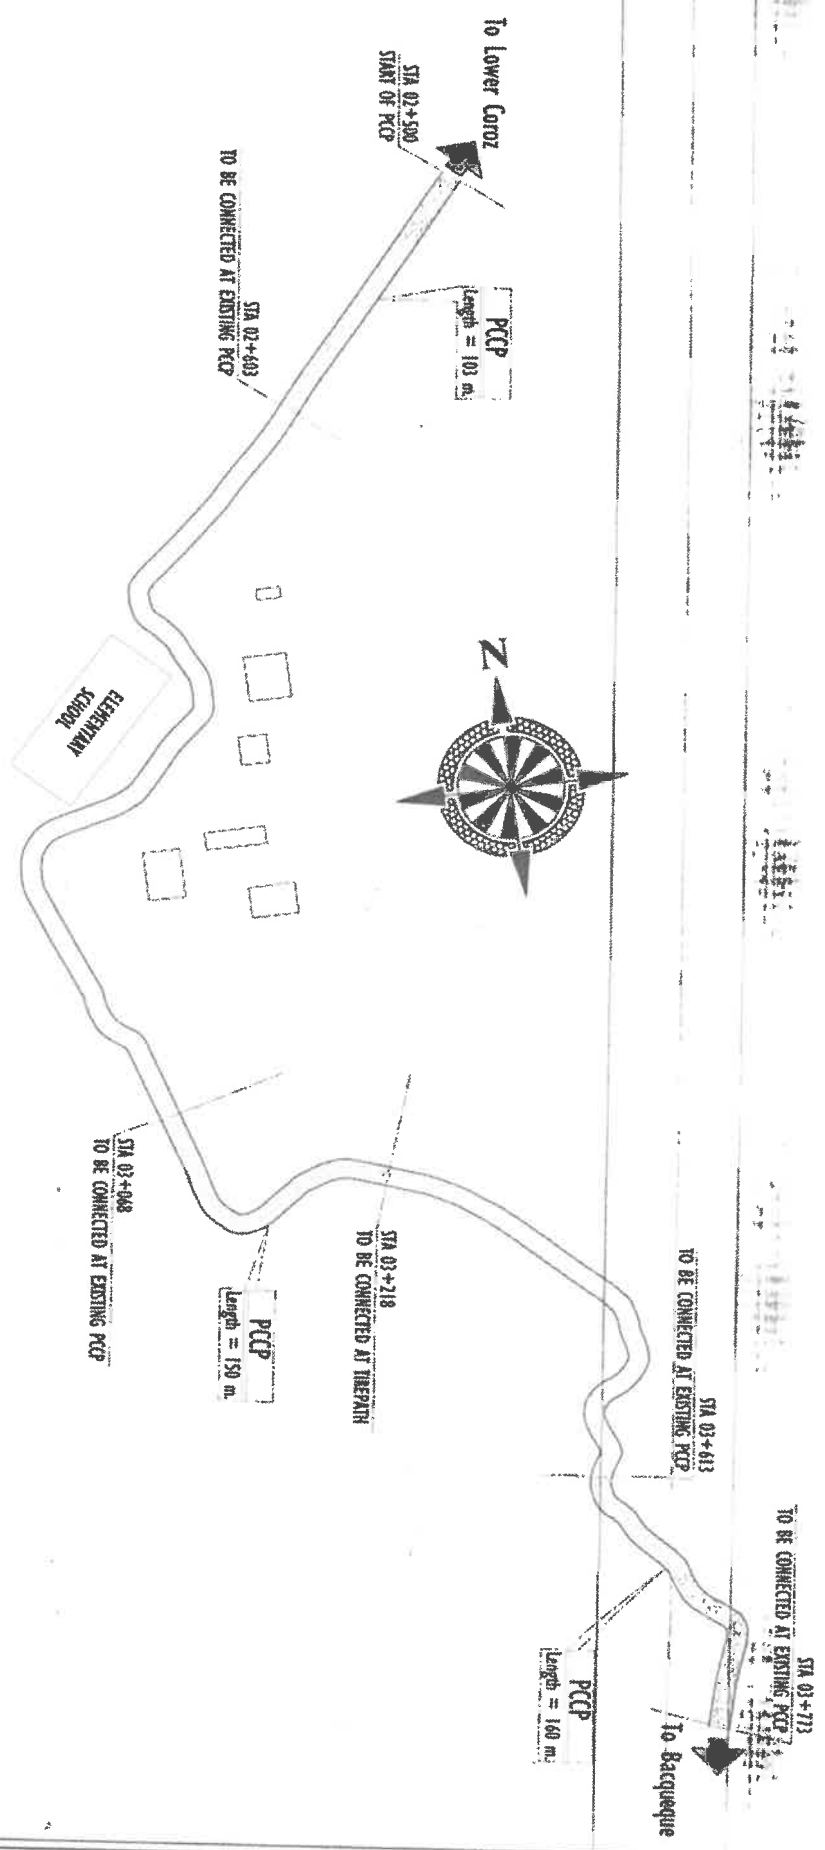 To Lower Coroz
STA 02+500
START OF PCCP
PCCP
Length = 103 m.
STA 02+603
TO BE CONNECTED AT EXISTING PCCP
N
ELEMENTARY
SCHOOL
STA 03+068
TO BE CONNECTED AT EXISTING PCCP
PCCP
Length = 150 m.
STA 03+218
TO BE CONNECTED AT TIREPATH
STA 03+613
TO BE CONNECTED AT EXISTING PCCP
PCCP
Length = 160 m.
STA 03+773
TO BE CONNECTED AT EXISTING PCCP
To Bacqueque